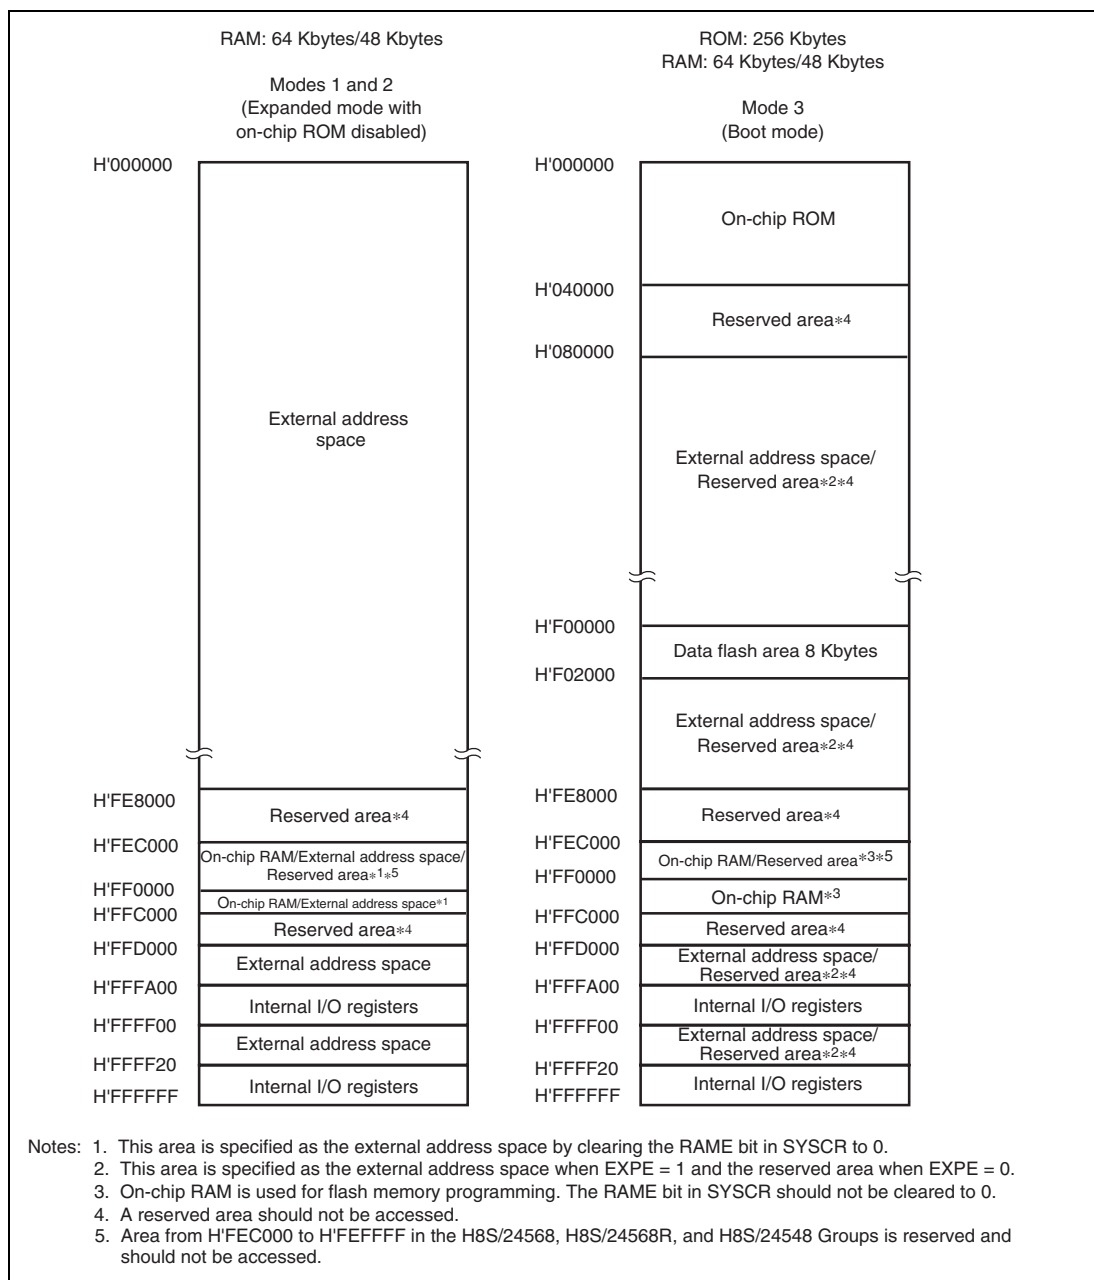 RAM: 64 Kbytes/48 Kbytes
Modes 1 and 2
(Expanded mode with
on-chip ROM disabled)
H'000000
External address
space
H'FE8000
Reserved area*4
H'FEC000
On-chip RAM/External address space/
Reserved area*1*5
H'FF0000
On-chip RAM/External address space*1
H'FFC000
Reserved area*4
H'FFD000
External address space
H'FFFA00
Internal I/O registers
H'FFFF00
External address space
H'FFFF20
Internal I/O registers
H'FFFFFF
ROM: 256 Kbytes
RAM: 64 Kbytes/48 Kbytes
Mode 3
(Boot mode)
H'000000
On-chip ROM
H'040000
Reserved area*4
H'080000
External address space/
Reserved area*2*4
H'F00000
Data flash area 8 Kbytes
H'F02000
External address space/
Reserved area*2*4
H'FE8000
Reserved area*4
H'FEC000
On-chip RAM/Reserved area*3*5
H'FF0000
On-chip RAM*3
H'FFC000
Reserved area*4
H'FFD000
External address space/
Reserved area*2*4
H'FFFA00
Internal I/O registers
H'FFFF00
External address space/
Reserved area*2*4
H'FFFF20
Internal I/O registers
H'FFFFFF
Notes: 1. This area is specified as the external address space by clearing the RAME bit in SYSCR to 0.
2. This area is specified as the external address space when EXPE = 1 and the reserved area when EXPE = 0.
3. On-chip RAM is used for flash memory programming. The RAME bit in SYSCR should not be cleared to 0.
4. A reserved area should not be accessed.
5. Area from H'FEC000 to H'FEFFFF in the H8S/24568, H8S/24568R, and H8S/24548 Groups is reserved and
should not be accessed.